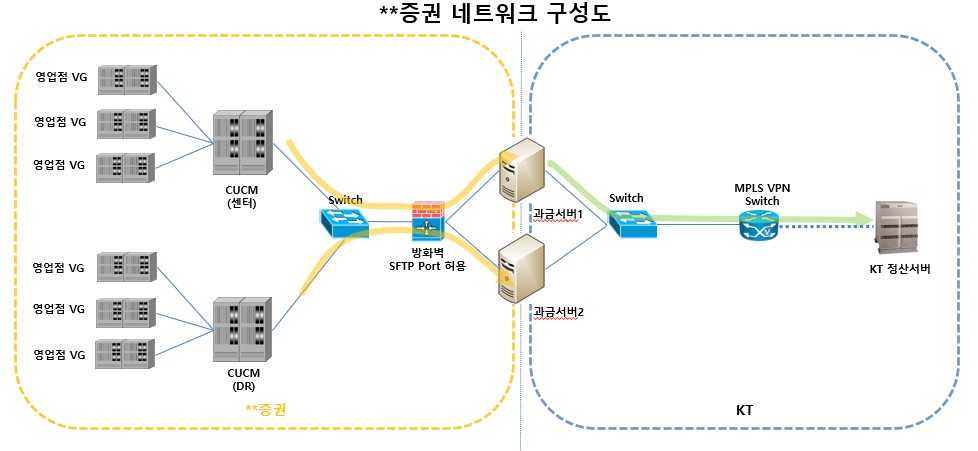 **증권 네트워크 구성도
영업점 VG
영업점 VG
영업점 VG
CUCM
(센터)
영업점 VG
영업점 VG
영업점 VG
CUCM
(DR)
Switch
방화벽
SFTP Port 허용
과금서버1
과금서버2
**증권
Switch
MPLS VPN
Switch
KT 정산서버
KT